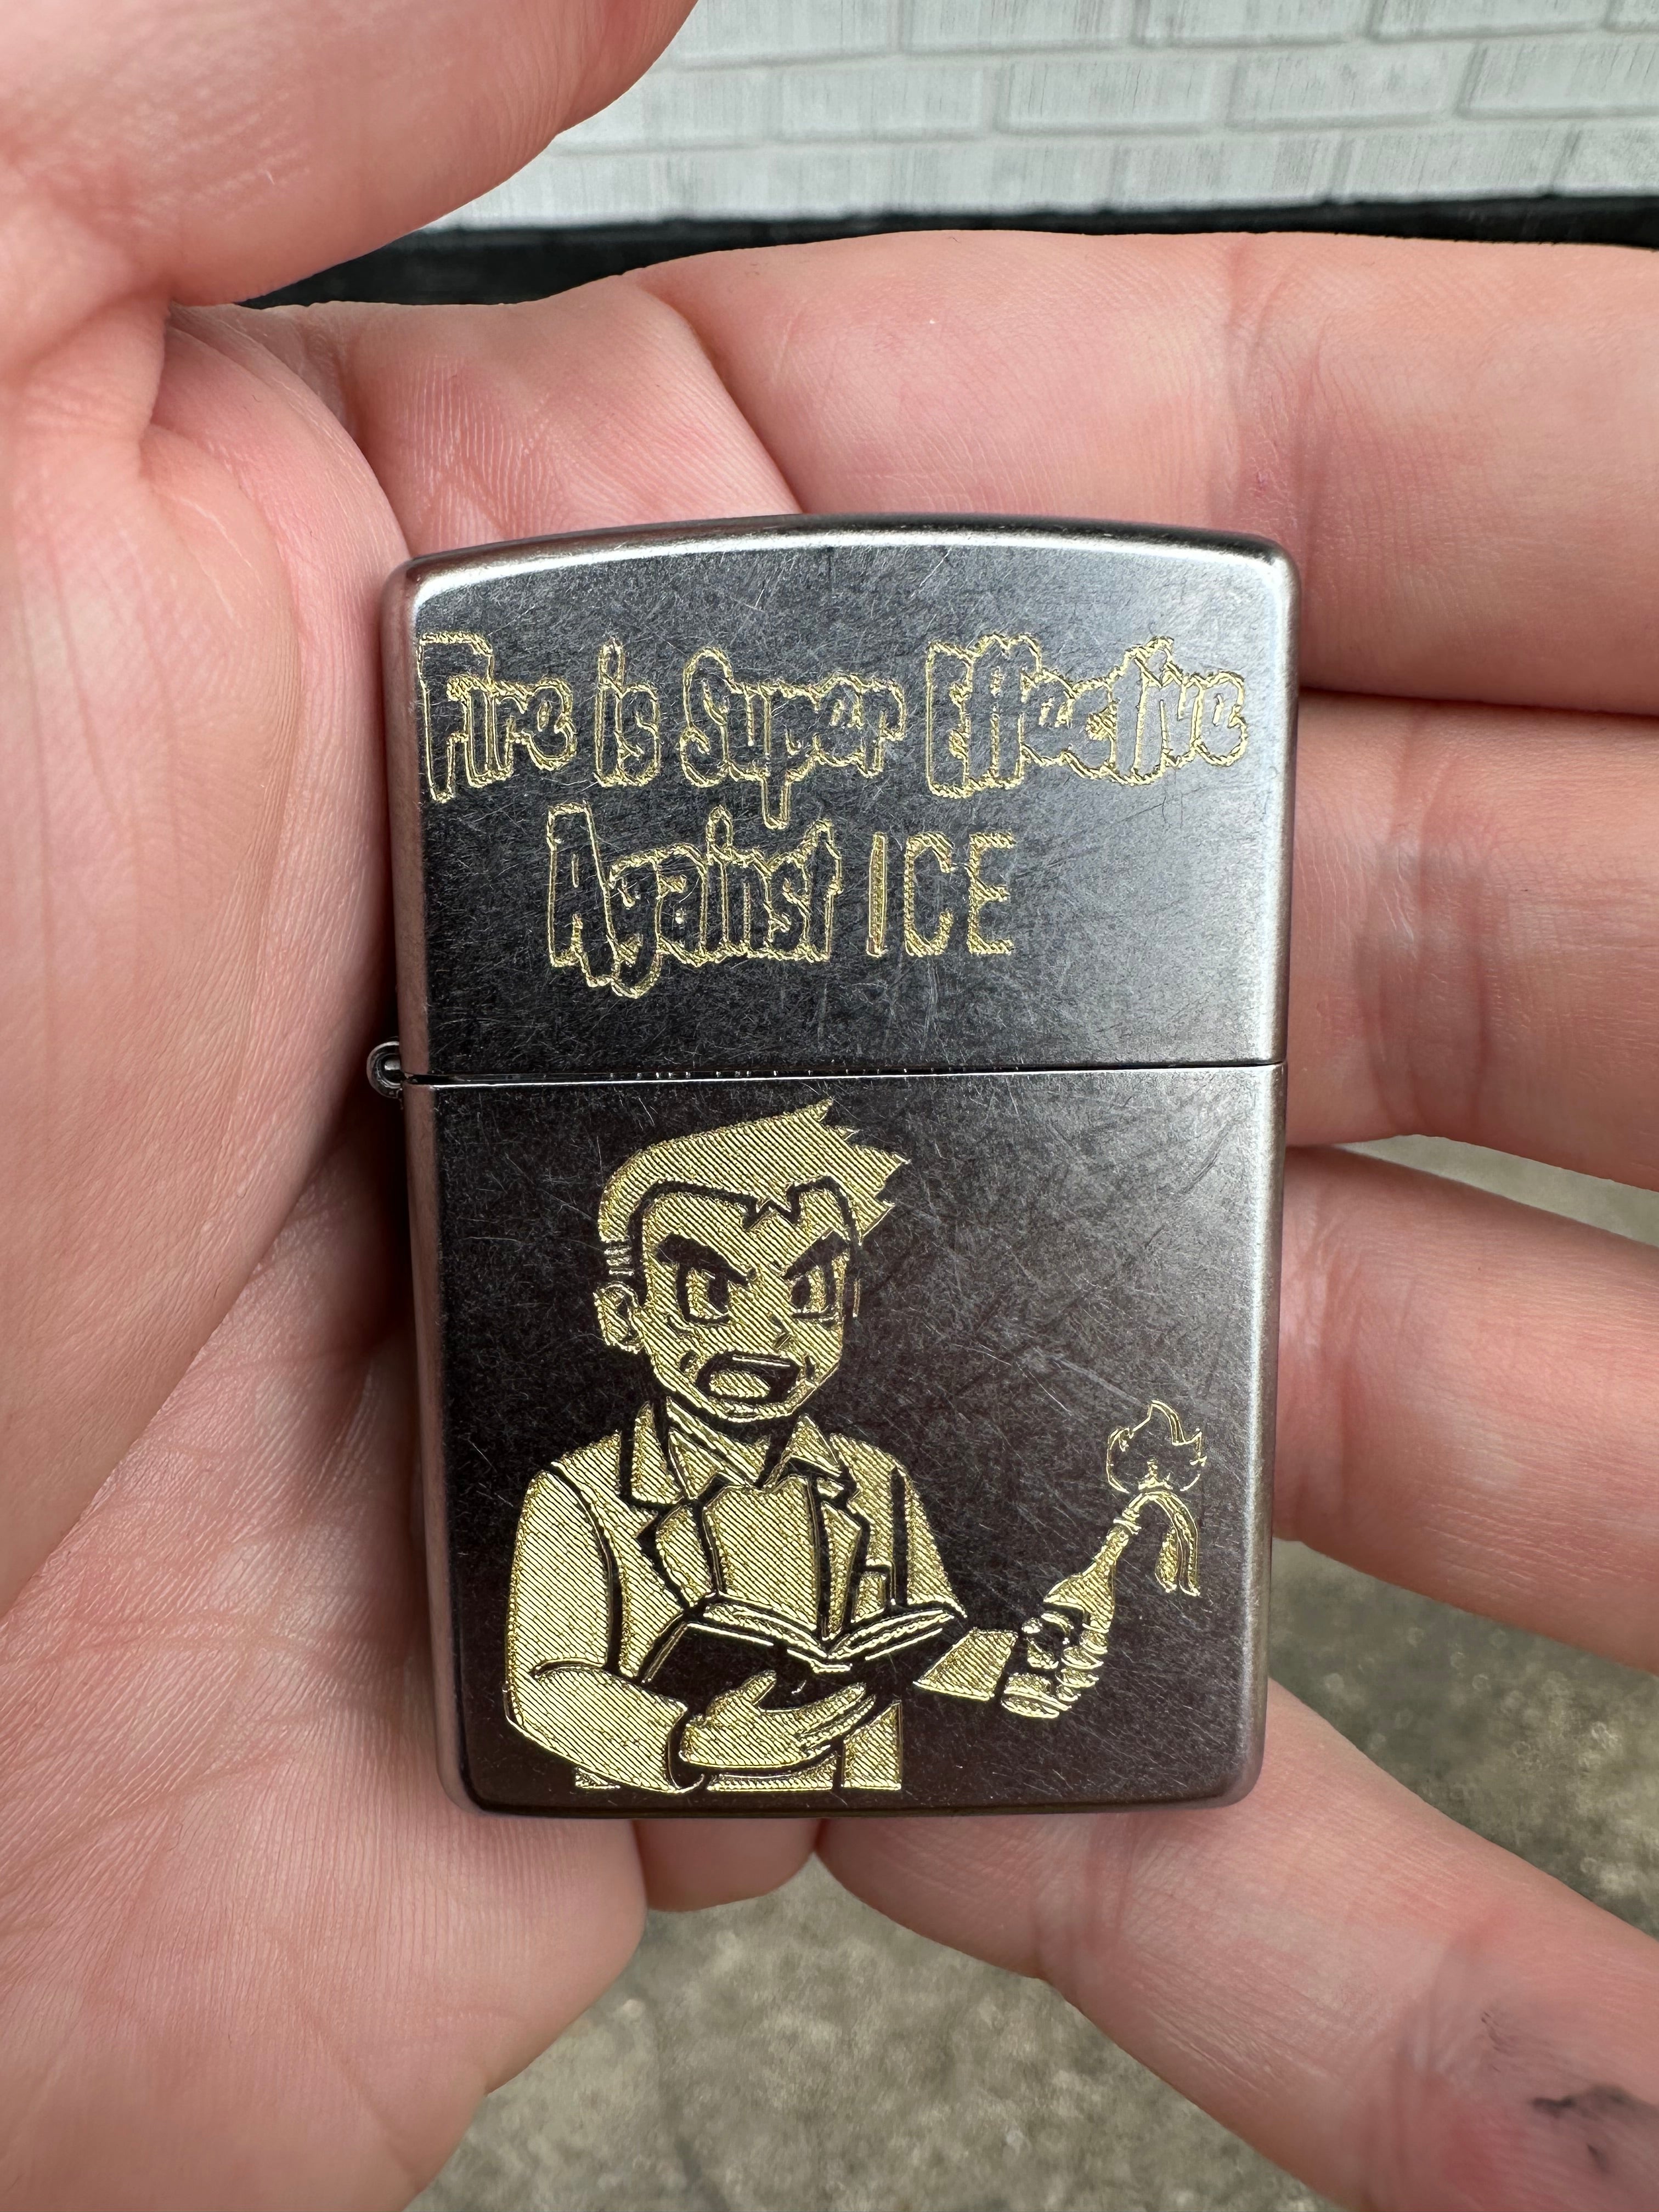 Fire is Super Effective
Against ICE